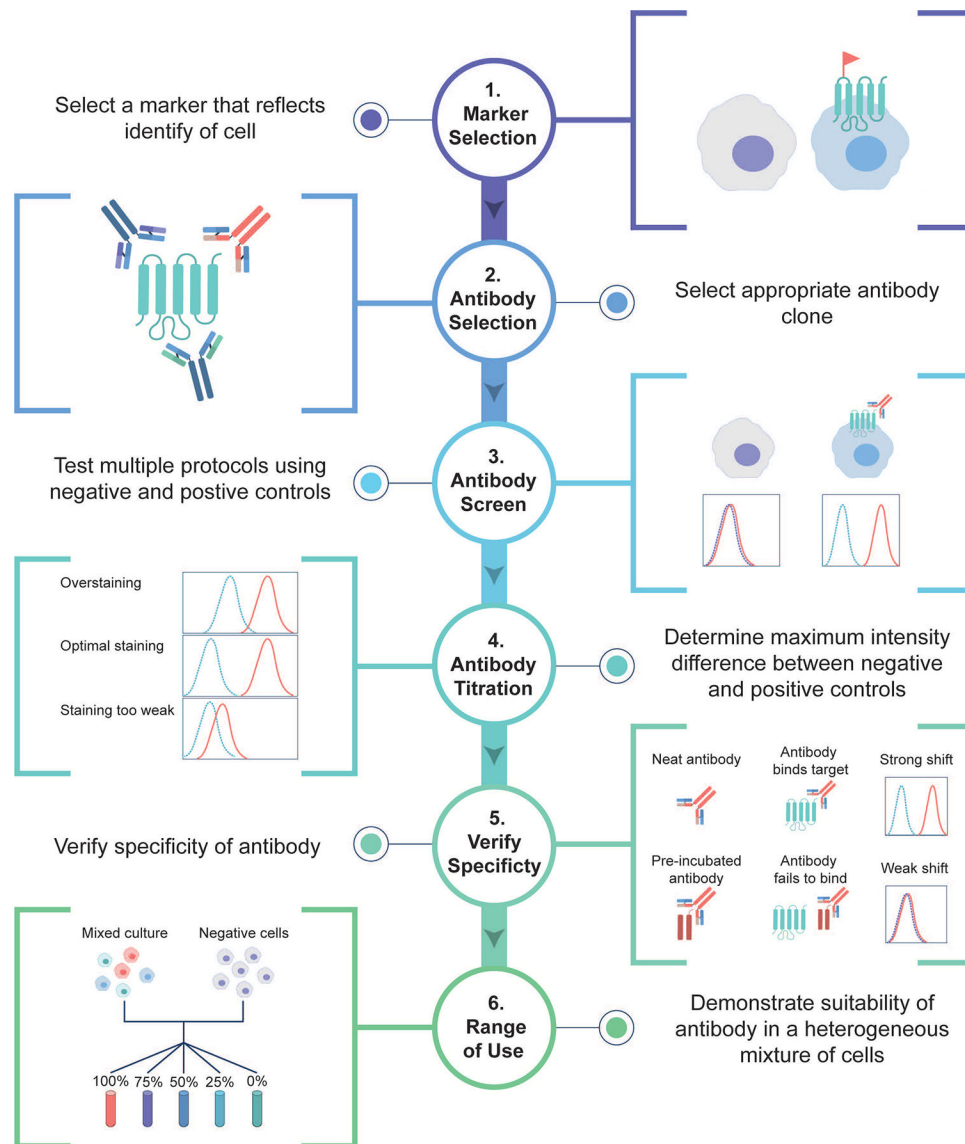 Select a marker that reflects
identify of cell
1.
Marker
Selection
2.
Antibody
Selection
Select appropriate antibody
clone
Test multiple protocols using
negative and postive controls
3.
Antibody
Screen
Overstaining
Optimal staining
Staining too weak
4.
Antibody
Titration
Determine maximum intensity
difference between negative
and positive controls
Verify specificity of antibody
5.
Verify
Specificty
Neat antibody
Antibody
binds target
Strong shift
Pre-incubated
antibody
Antibody
fails to bind
Weak shift
Mixed culture
Negative cells
100% 75% 50% 25% 0%
6.
Range
of Use
Demonstrate suitability of
antibody in a heterogeneous
mixture of cells